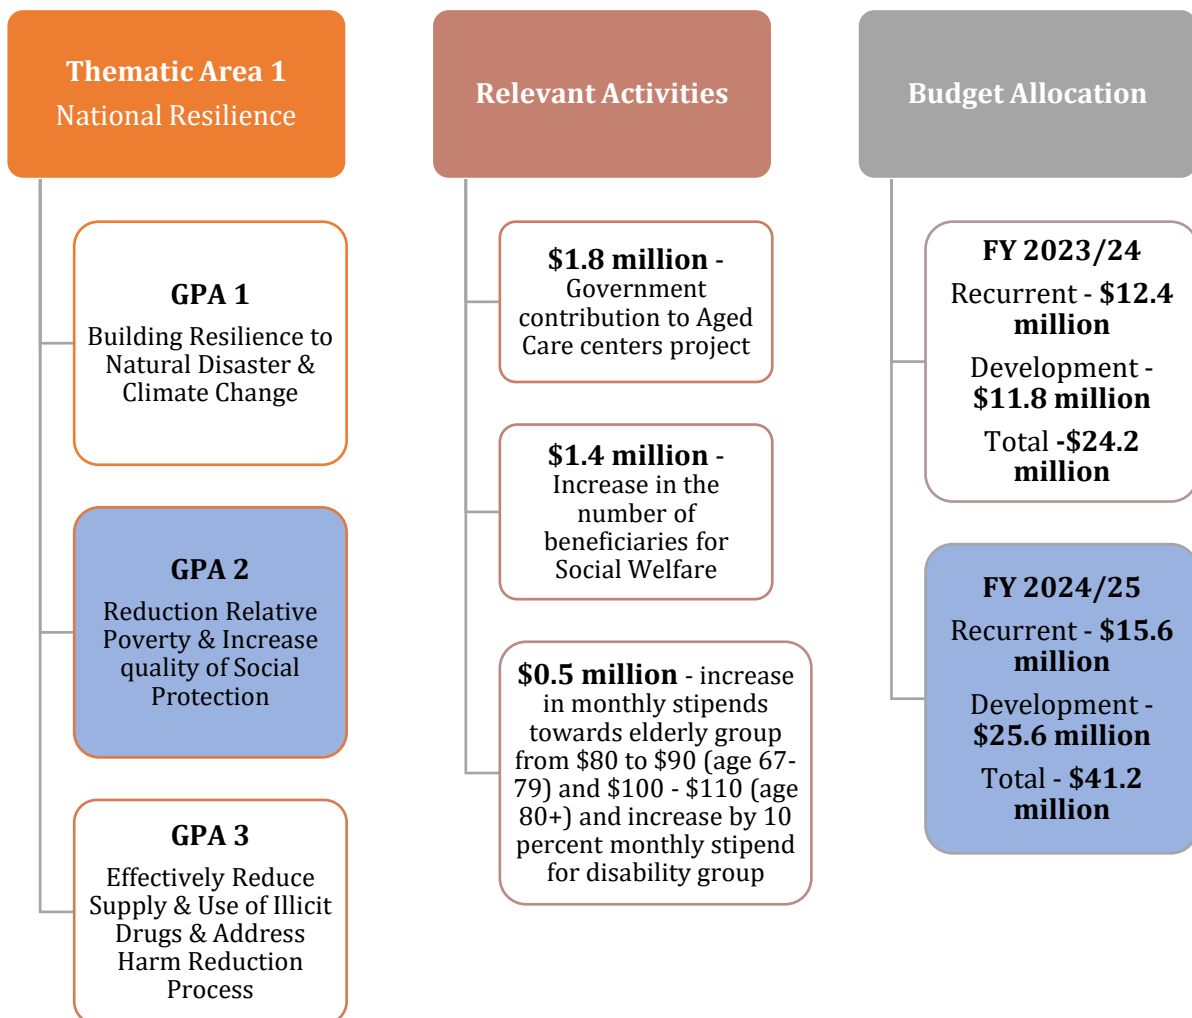 Thematic Area 1
National Resilience
GPA 1
Building Resilience to
Natural Disaster &
Climate Change
GPA 2
Reduction Relative
Poverty & Increase
quality of Social
Protection
GPA 3
Effectively Reduce
Supply & Use of Illicit
Drugs & Address
Harm Reduction
Process
Relevant Activities
$1.8 million -
Government
contribution to Aged
Care centers project
$1.4 million -
Increase in the
number of
beneficiaries for
Social Welfare
$0.5 million - increase
in monthly stipends
towards elderly group
from $80 to $90 (age 67-
79) and $100 - $110 (age
80+) and increase by 10
percent monthly stipend
for disability group
Budget Allocation
FY 2023/24
Recurrent - $12.4
million
Development -
$11.8 million
Total -$24.2
million
FY 2024/25
Recurrent - $15.6
million
Development -
$25.6 million
Total - $41.2
million